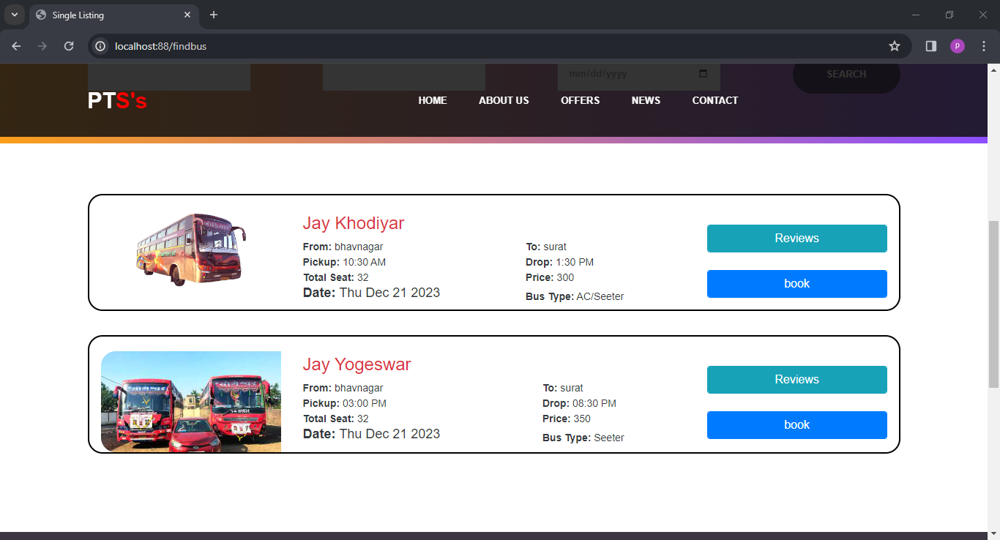 Single Listing
localhost:88/findbus
mm/dd/yyyy
SEARCH
PTS's
HOME ABOUT US OFFERS NEWS CONTACT
Jay Khodiyar
From: bhavnagar To: surat
Pickup: 10:30 AM Drop: 1:30 PM
Total Seat: 32 Price: 300
Date: Thu Dec 21 2023 Bus Type: AC/Seeter
Reviews
book
Jay Yogeswar
From: bhavnagar To: surat
Pickup: 03:00 PM Drop: 08:30 PM
Total Seat: 32 Price: 350
Date: Thu Dec 21 2023 Bus Type: Seeter
Reviews
book